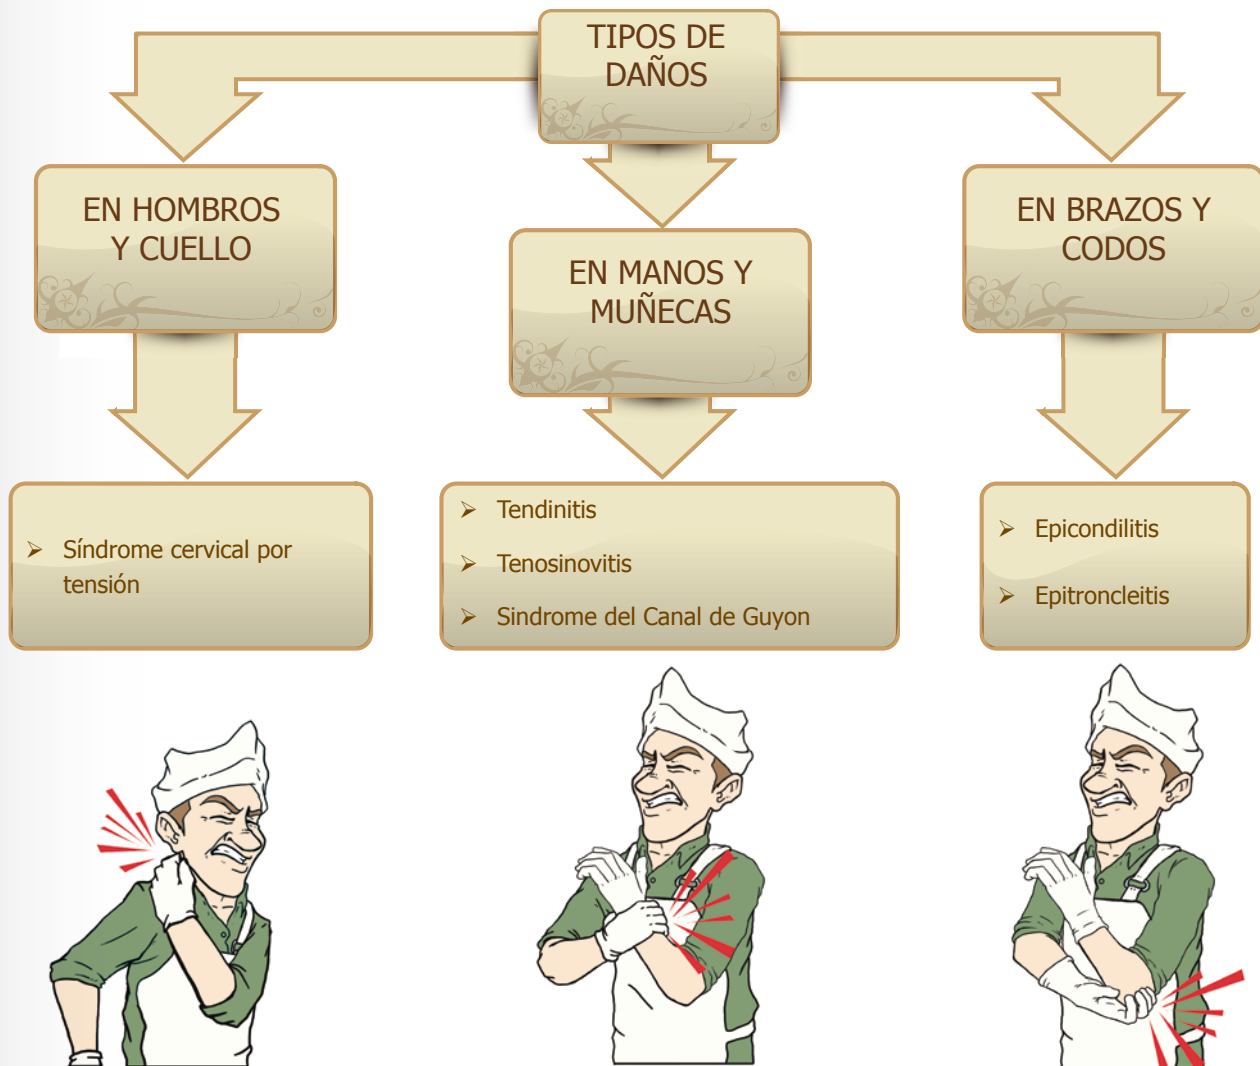 TIPOS DE
DAÑOS
EN HOMBROS
Y CUELLO
EN MANOS Y
MUÑECAS
EN BRAZOS Y
CODOS
➢ Síndrome cervical por
tensión
➢ Tendinitis
➢ Tenosinovitis
➢ Sindrome del Canal de Guyon
➢ Epicondilitis
➢ Epitroncleitis